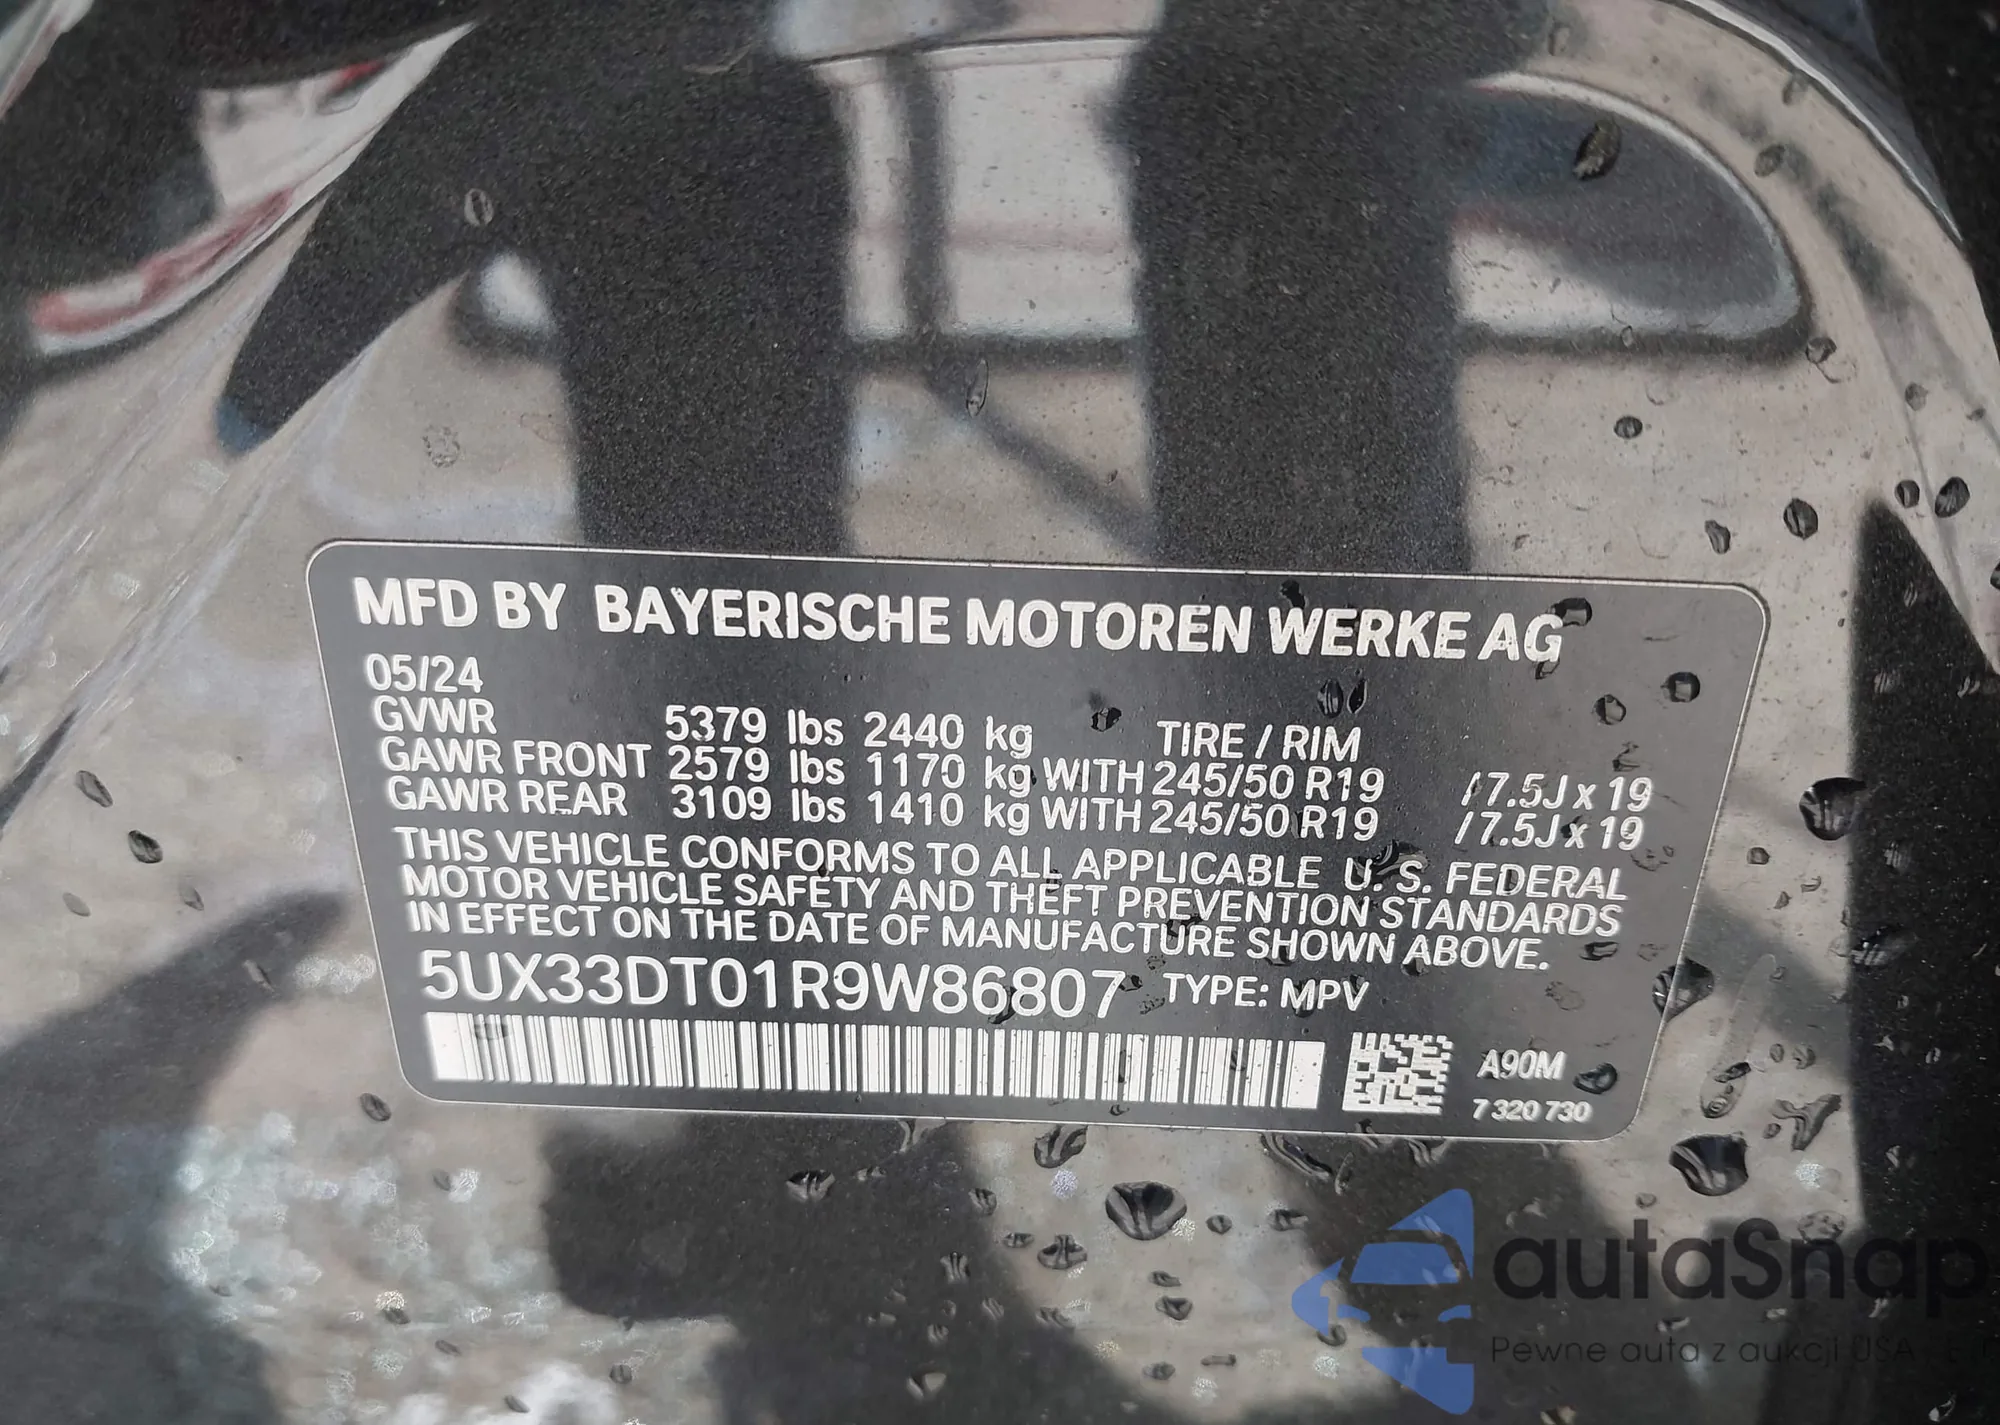 MFD BY BAYERISCHE MOTOREN WERKE AG
05/24
GVWR 5379 lbs 2440 kg TIRE / RIM
GAWR FRONT 2579 lbs 1170 kg WITH 245/50 R19 / 7.5J x 19
GAWR REAR 3109 lbs 1410 kg WITH 245/50 R19 / 7.5J x 19
THIS VEHICLE CONFORMS TO ALL APPLICABLE U. S. FEDERAL
MOTOR VEHICLE SAFETY AND THEFT PREVENTION STANDARDS
IN EFFECT ON THE DATE OF MANUFACTURE SHOWN ABOVE.
5UX33DT01R9W86807 TYPE: MPV
A90M
7 320 730
autaSnap
Pewne auta z aukcji USA